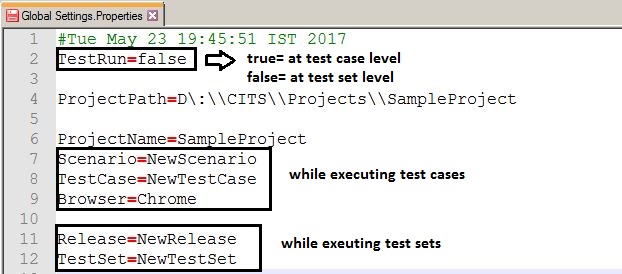 Global Settings.Properties
1 #Tue May 23 19:45:51 IST 2017
2 TestRun=false true= at test case level
3 false= at test set level
4 ProjectPath=D\:\\CITS\\Projects\\SampleProject
5
6 ProjectName=SampleProject
7 Scenario=NewScenario
8 TestCase=NewTestCase while executing test cases
9 Browser=Chrome
10
11 Release=NewRelease while exeuting test sets
12 TestSet=NewTestSet